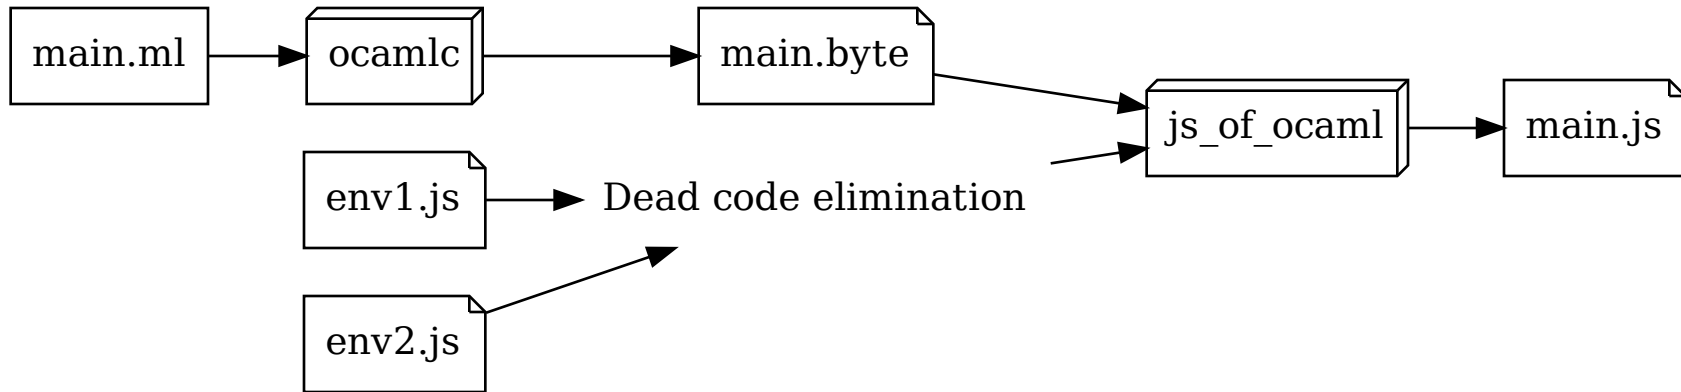 main.ml
ocamlc
main.byte
js_of_ocaml
main.js
env1.js
Dead code elimination
env2.js